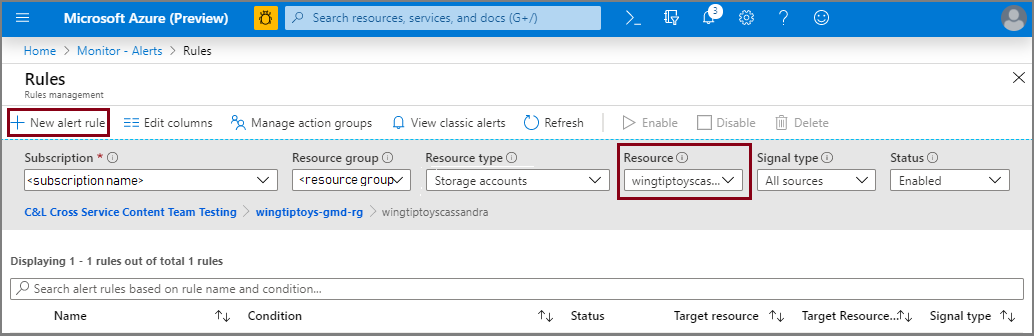 Microsoft Azure (Preview) Search resources, services, and docs (G+/) 3
Home > Monitor - Alerts > Rules
Rules
Rules management
New alert rule Edit columns Manage action groups View classic alerts Refresh Enable Disable Delete
Subscription * Resource group Resource type Resource Signal type Status
<subscription name> <resource group Storage accounts wingtiptoyscas... All sources Enabled
C&L Cross Service Content Team Testing > wingtiptoys-gmd-rg > wingtiptoyscassandra
Displaying 1 - 1 rules out of total 1 rules
Search alert rules based on rule name and condition...
Name Condition Status Target resource Target Resource... Signal type